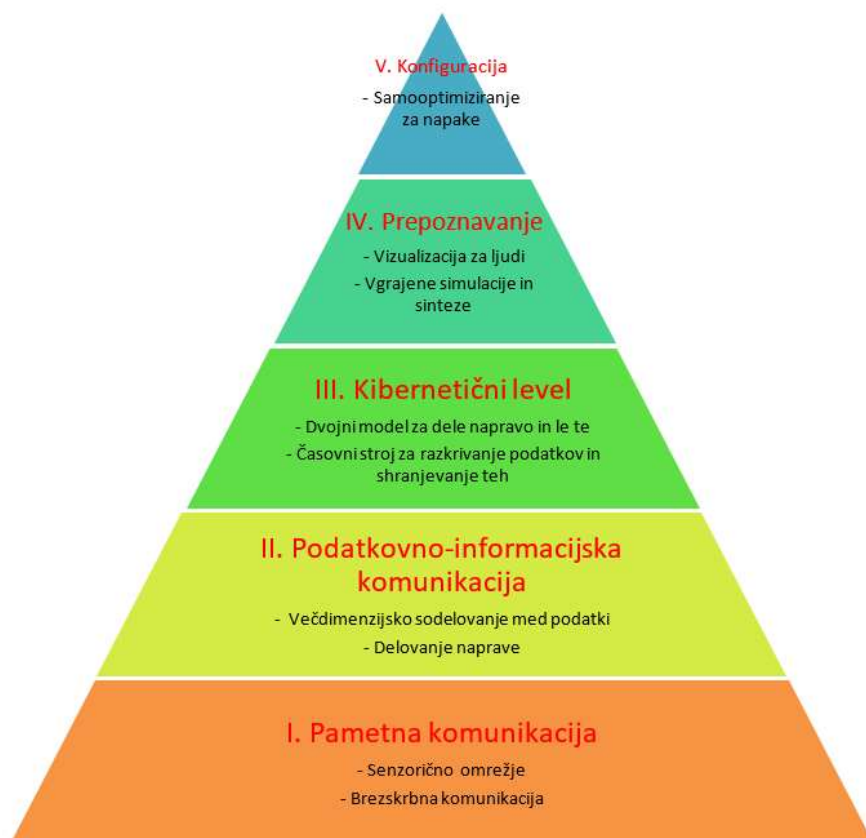 V. Konfiguracija
- Samooptimiziranje
za napake
IV. Prepoznavanje
- Vizualizacija za ljudi
- Vgrajene simulacije in
sinteze
III. Kibernetični level
- Dvojni model za dele napravo in le te
- Časovni stroj za razkrivanje podatkov in
shranjevanje teh
II. Podatkovno-informacijska
komunikacija
- Večdimenzijsko sodelovanje med podatki
- Delovanje naprave
I. Pametna komunikacija
- Senzorično omrežje
- Brezskrbna komunikacija